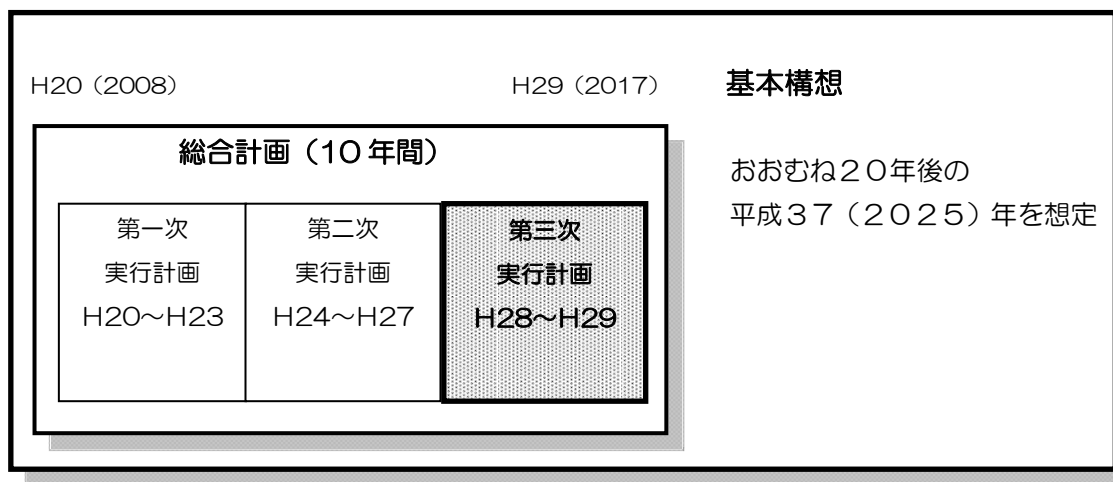 H20（2008）
H29（2017）
基本構想
総合計画（10年間）
おおむね２０年後の
平成３７（２０２５）年を想定
第一次
実行計画
H20～H23
第二次
実行計画
H24～H27
第三次
実行計画
H28～H29